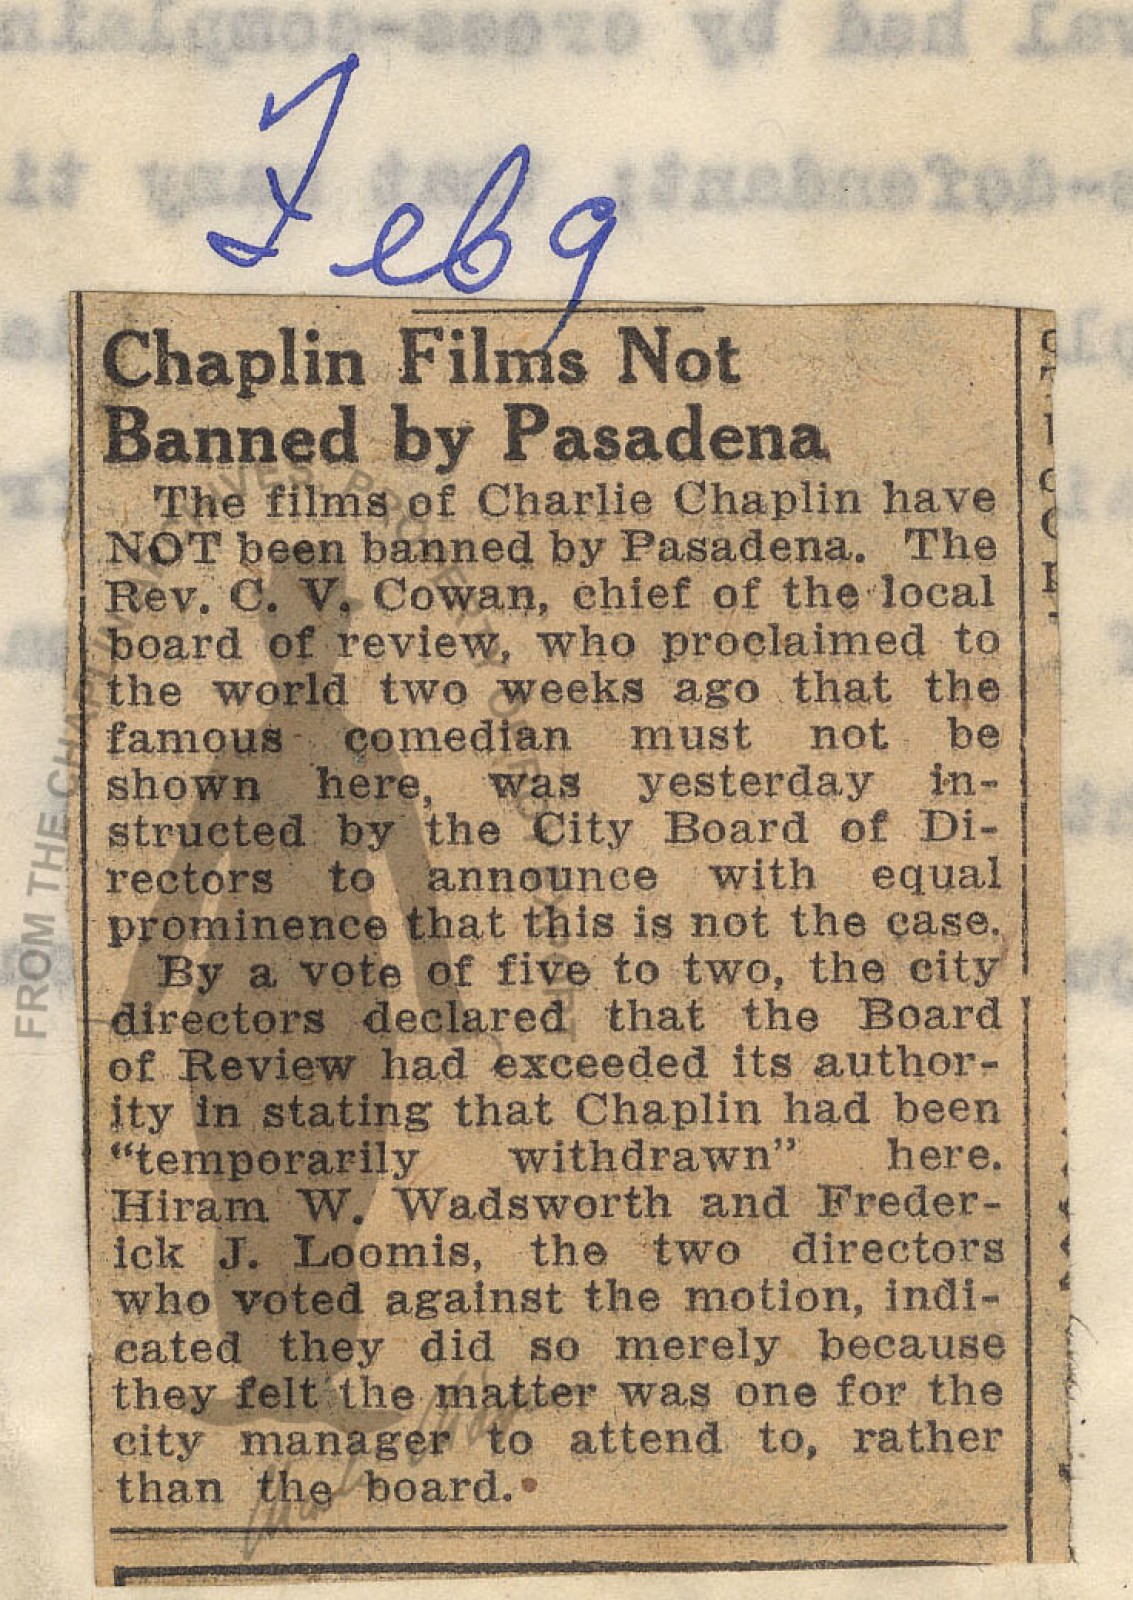 Feb 9
Chaplin Films Not
Banned by Pasadena
The films of Charlie Chaplin have
NOT been banned by Pasadena. The
Rev. C. V. Cowan, chief of the local
board of review, who proclaimed to
the world two weeks ago that the
famous comedian must not be
shown here, was yesterday in-
structed by the City Board of Di-
rectors to announce with equal
prominence that this is not the case.
By a vote of five to two, the city
directors declared that the Board
of Review had exceeded its author-
ity in stating that Chaplin had been
"temporarily withdrawn" here.
Hiram W. Wadsworth and Freder-
ick J. Loomis, the two directors
who voted against the motion, indi-
cated they did so merely because
they felt the matter was one for the
city manager to attend to, rather
than the board.
FROM THE CHAPLIN ARCHIVES. PROPERTY OF ROY EXPORT